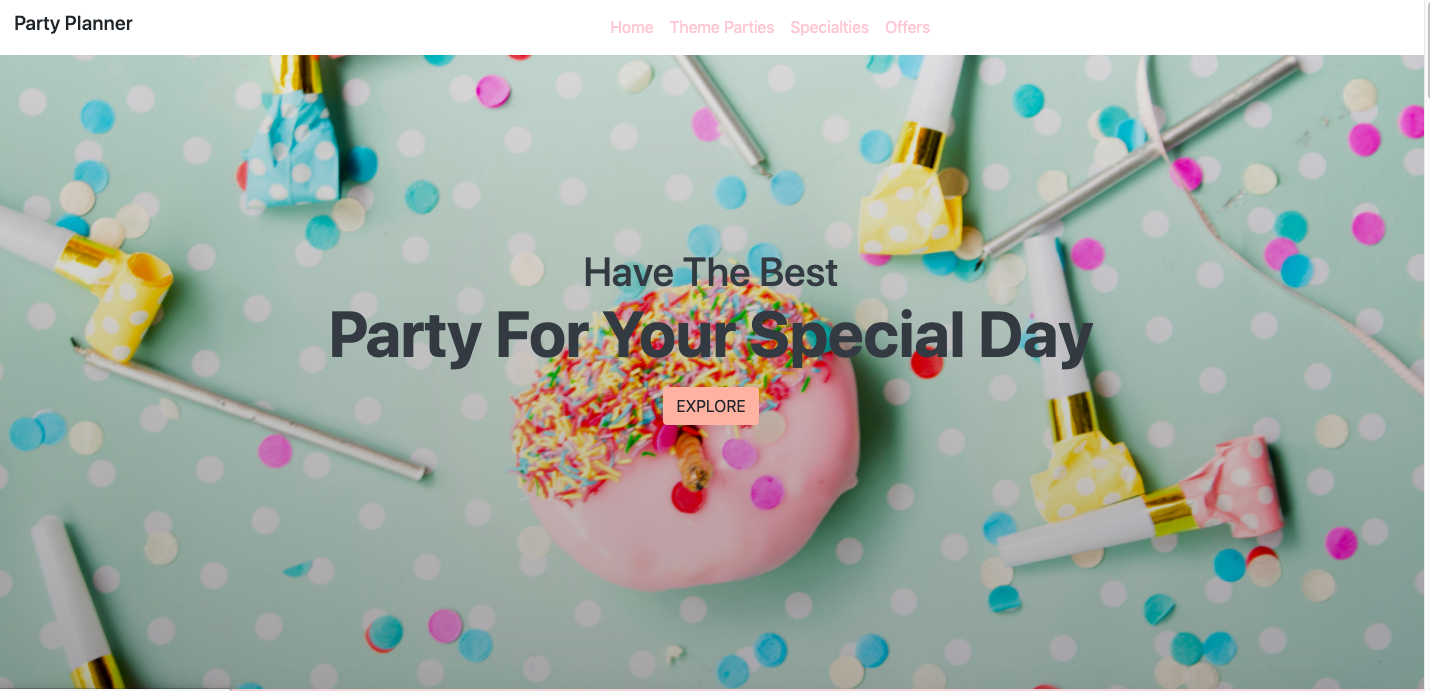 Party Planner
Home Theme Parties Specialties Offers
Have The Best
Party For Your Special Day
EXPLORE